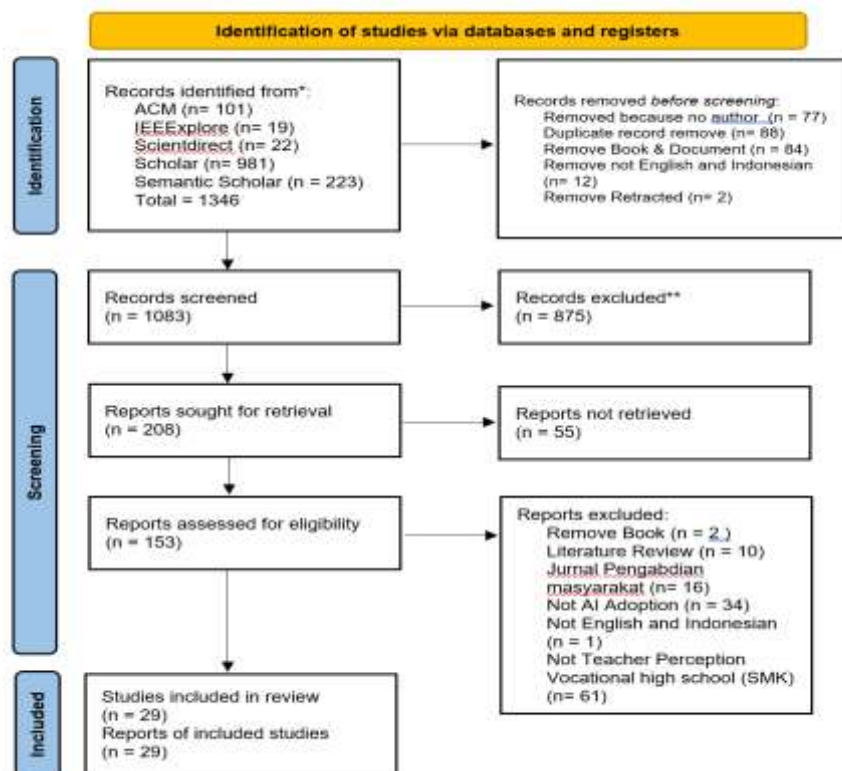 Identification of studies via databases and registers
Identification
Records identified from*:
ACM (n= 101)
IEEExplore (n= 19)
Scientdirect (n= 22)
Scholar (n= 981)
Semantic Scholar (n = 223)
Total = 1346
Records removed before screening:
Removed because no author (n = 77)
Duplicate record remove (n= 88)
Remove Book & Document (n = 84)
Remove not English and Indonesian
(n= 12)
Remove Retracted (n= 2)
Screening
Records screened
(n = 1083)
Records excluded**
(n = 875)
Reports sought for retrieval
(n = 208)
Reports not retrieved
(n = 55)
Reports assessed for eligibility
(n = 153)
Reports excluded:
Remove Book (n = 2 )
Literature Review (n = 10)
Jurnal Pengabdian
masyarakat (n= 16)
Not AI Adoption (n = 34)
Not English and Indonesian
(n = 1)
Not Teacher Perception
Vocational high school (SMK)
(n= 61)
Included
Studies included in review
(n = 29)
Reports of included studies
(n = 29)